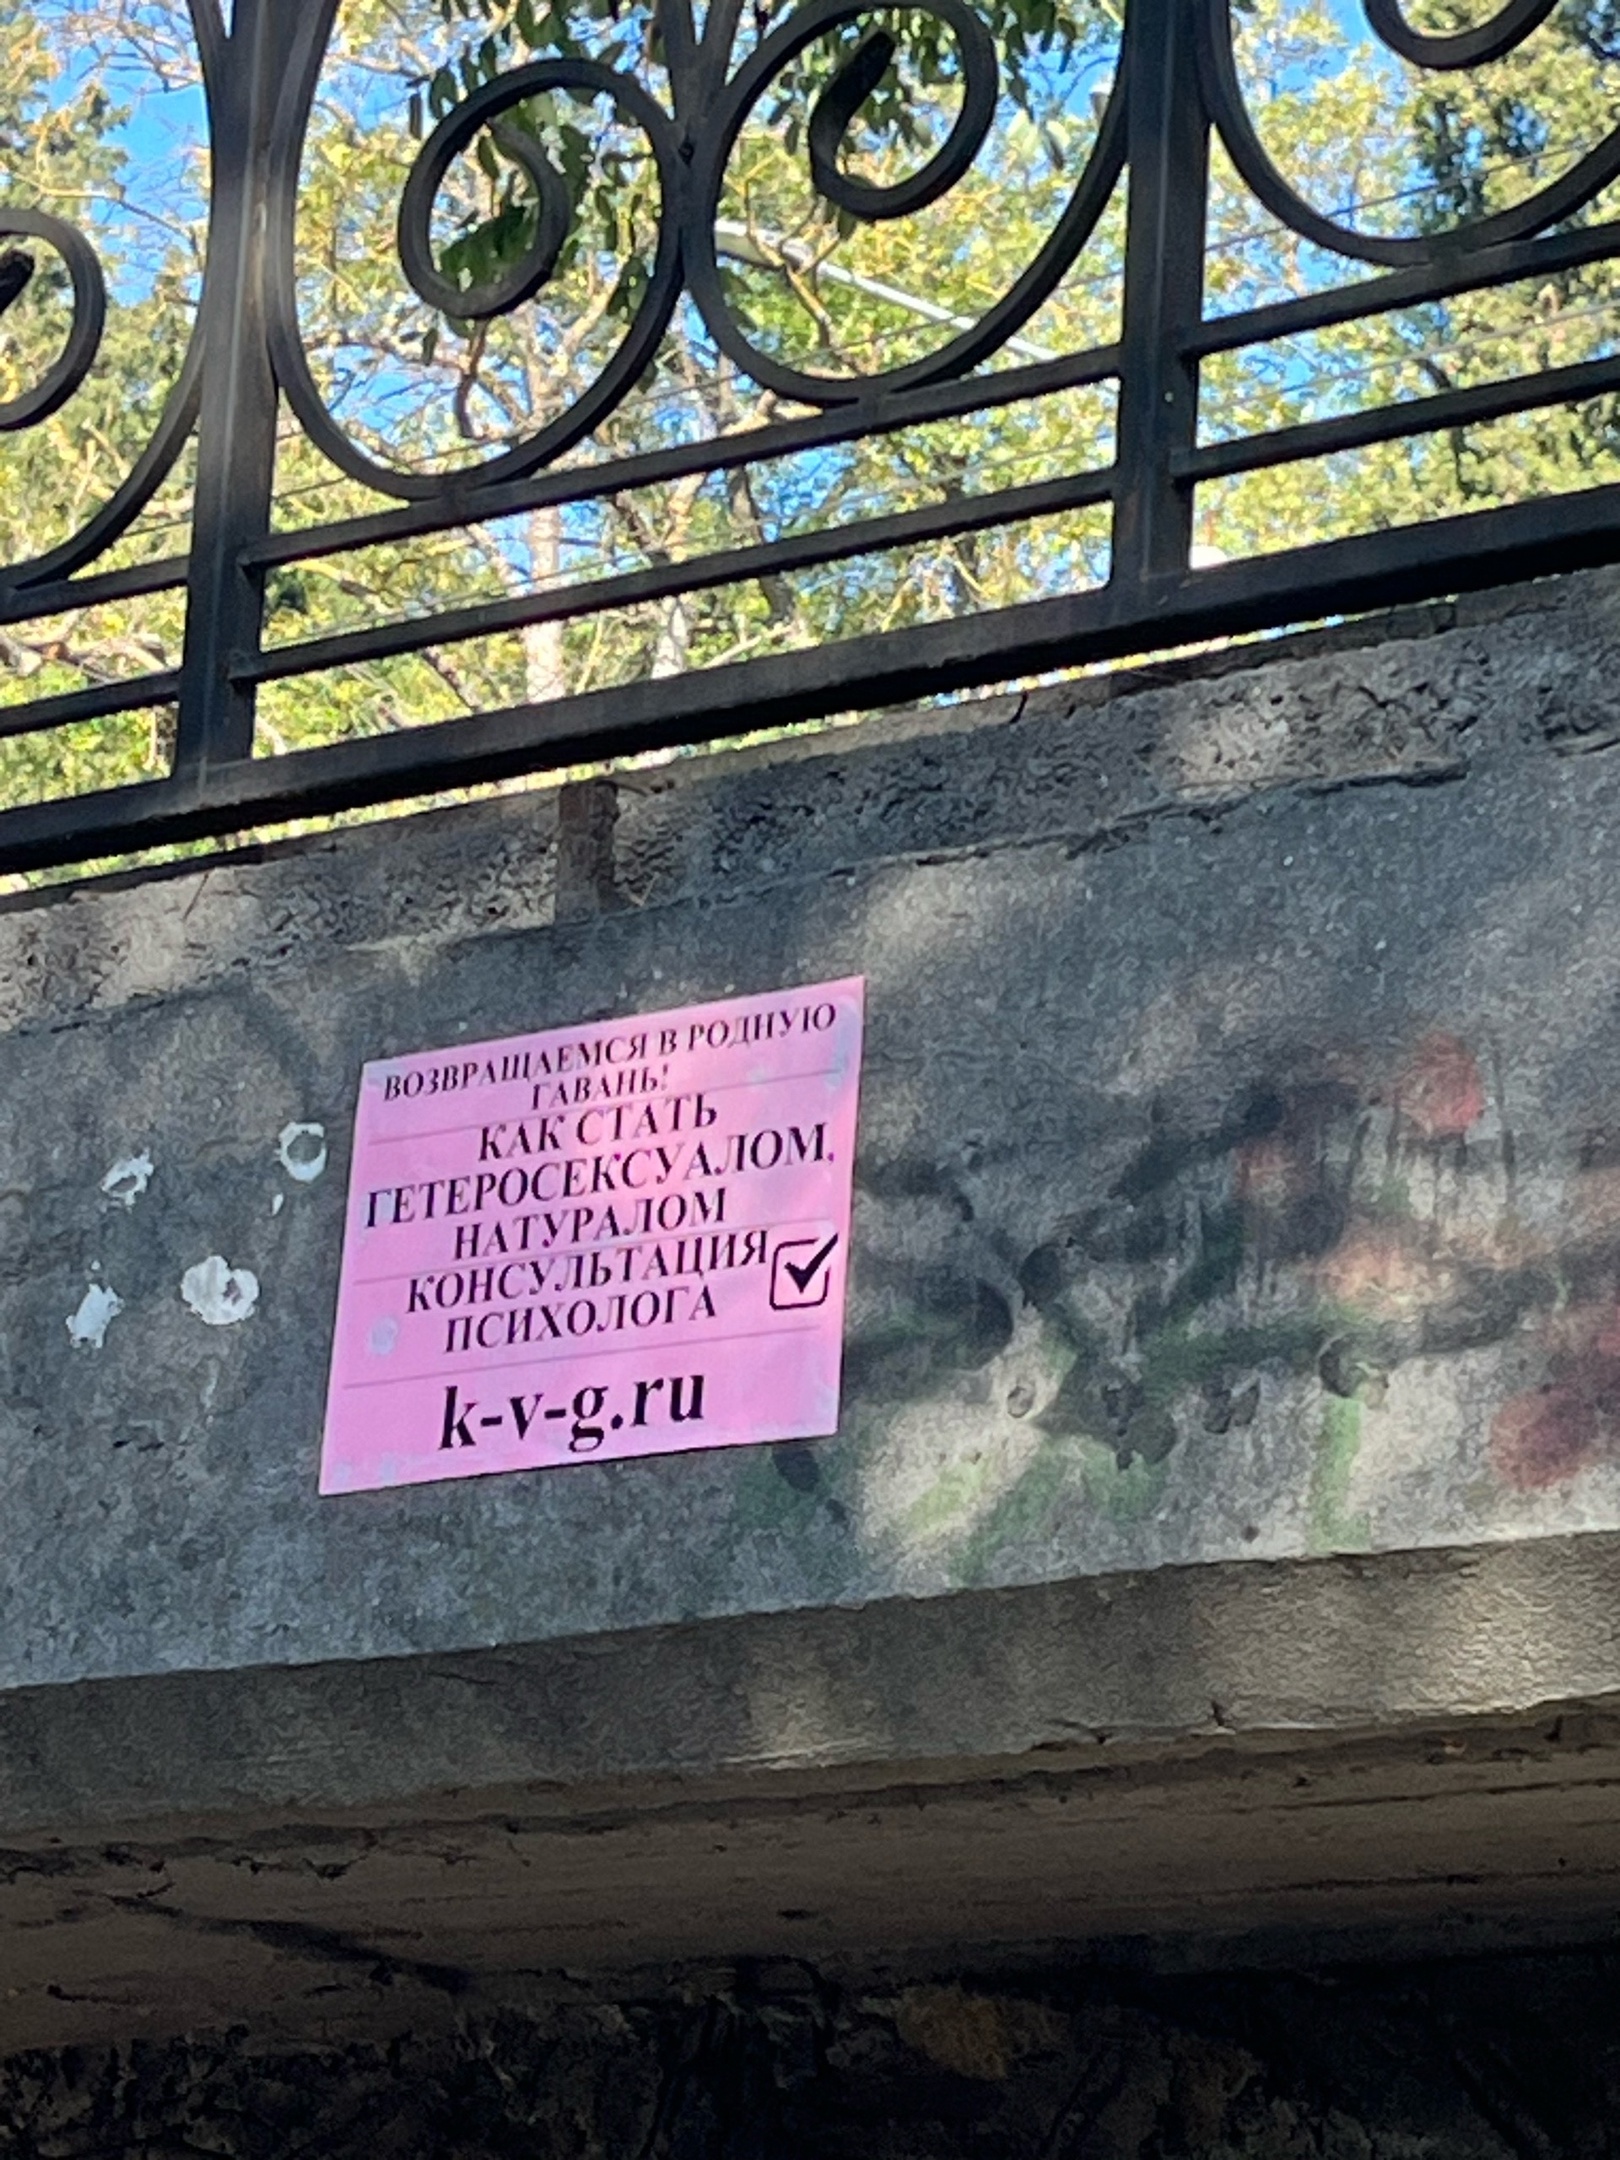 ВОЗВРАЩАЕМСЯ В РОДНУЮ
ГАВАНЬ!
КАК СТАТЬ
ГЕТЕРОСЕКСУАЛОМ,
НАТУРАЛОМ
КОНСУЛЬТАЦИЯ
ПСИХОЛОГА
k-v-g.ru